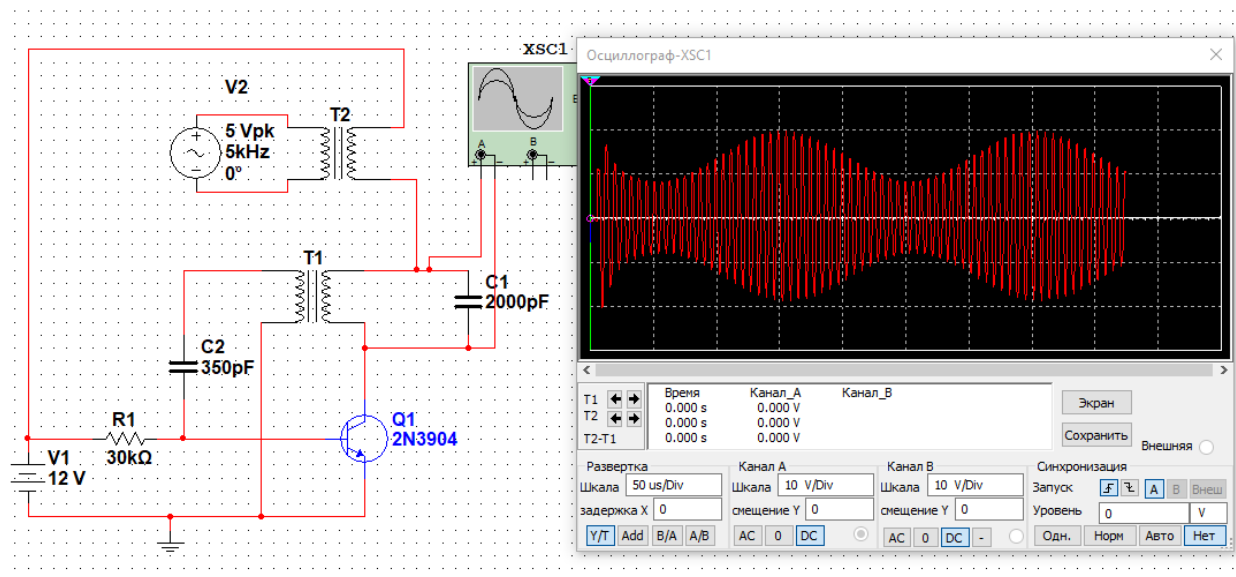 XSC1
V2
5 Vpk
5kHz
0°
T2
A
B
T1
C1
2000pF
C2
350pF
R1
30kΩ
Q1
2N3904
V1
12 V
Осциллограф-XSC1
T1
T2
T2-T1
Время Канал_A Канал_B
0.000 s 0.000 V
0.000 s 0.000 V
0.000 s 0.000 V
Экран
Сохранить
Внешняя
Развертка
Шкала 50 us/Div
задержка X 0
Y/T Add B/A A/B
Канал A
Шкала 10 V/Div
смещение Y 0
AC 0 DC
Канал B
Шкала 10 V/Div
смещение Y 0
AC 0 DC -
Синхронизация
Запуск A B Внеш
Уровень 0 V
Одн. Норм Авто Нет